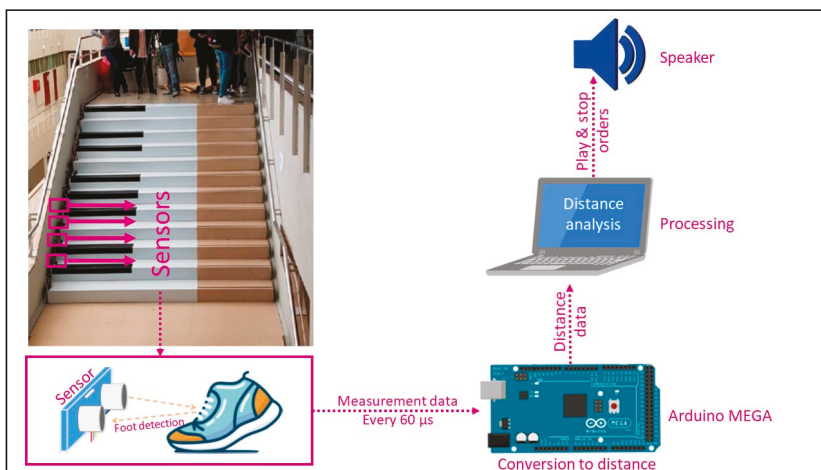 Speaker
Play & stop
orders
Sensors
Distance
analysis
Processing
Distance
data
Sensor
Foot detection
Measurement data
Every 60 µs
MEGA
Arduino MEGA
Conversion to distance